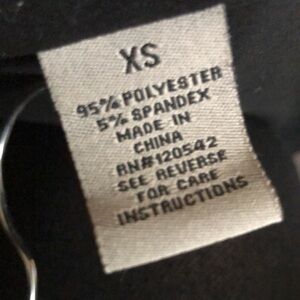 XS
95% POLYESTER
5% SPANDEX
MADE IN
CHINA
RN#120542
SEE REVERSE
FOR CARE
INSTRUCTIONS